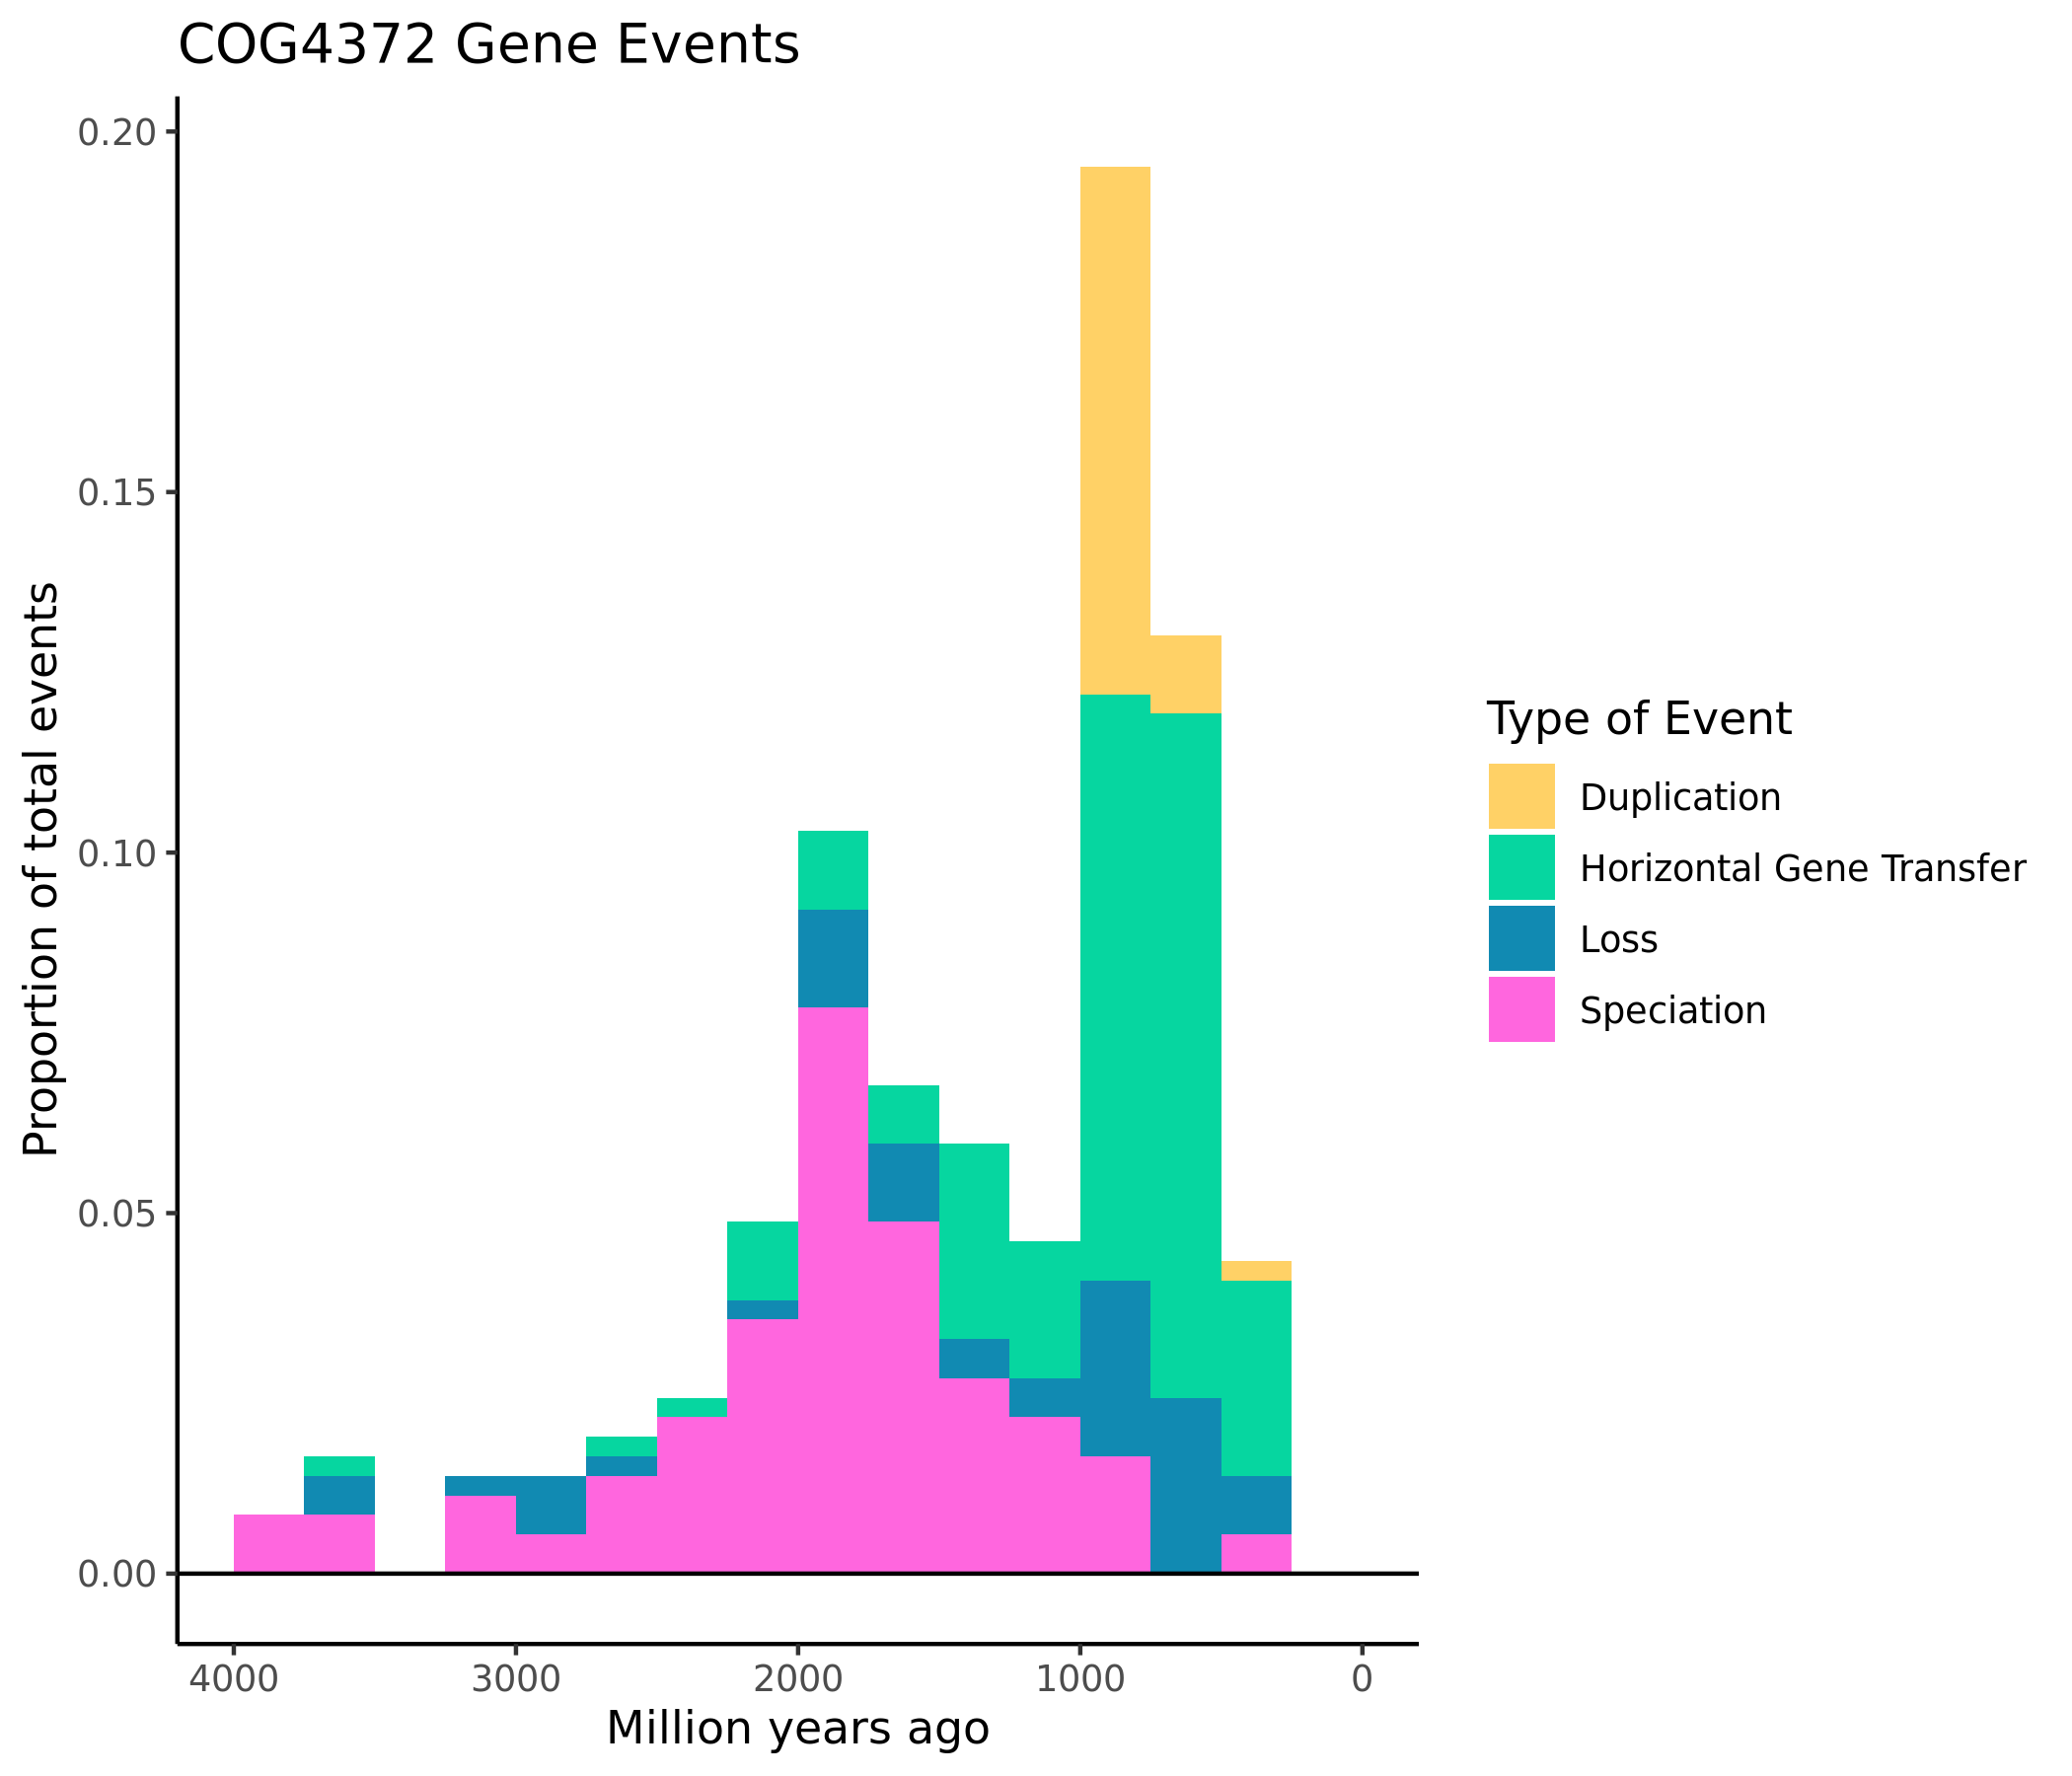 COG4372 Gene Events
Proportion of total events
0.20
0.15
0.10
0.05
0.00
4000 3000 2000 1000 0
Million years ago
Type of Event
Duplication
Horizontal Gene Transfer
Loss
Speciation